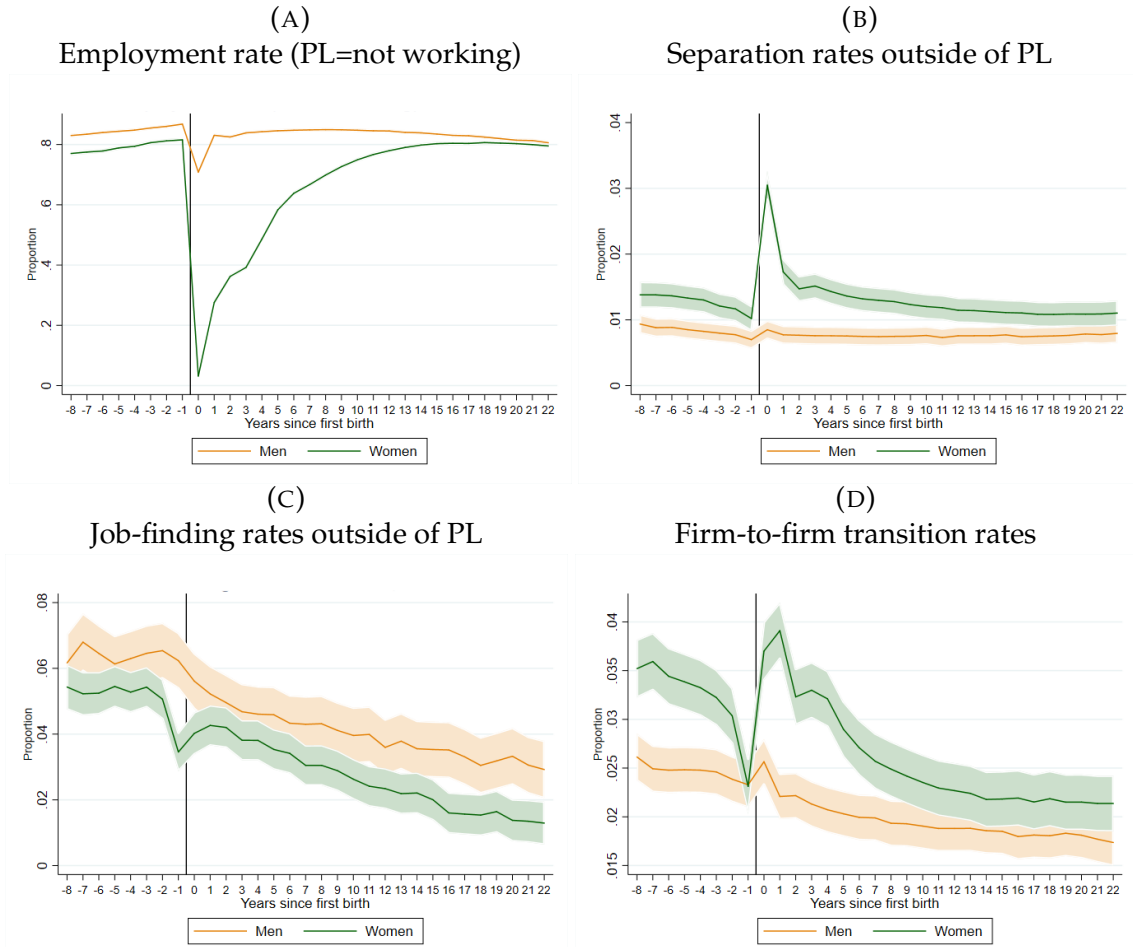 (A)
Employment rate (PL=not working)
Proportion
.8
.6
.4
.2
0
-8 -7 -6 -5 -4 -3 -2 -1 0 1 2 3 4 5 6 7 8 9 10 11 12 13 14 15 16 17 18 19 20 21 22
Years since first birth
Men Women
(B)
Separation rates outside of PL
Proportion
.04
.03
.02
.01
0
-8 -7 -6 -5 -4 -3 -2 -1 0 1 2 3 4 5 6 7 8 9 10 11 12 13 14 15 16 17 18 19 20 21 22
Years since first birth
Men Women
(C)
Job-finding rates outside of PL
Proportion
.08
.06
.04
.02
0
-8 -7 -6 -5 -4 -3 -2 -1 0 1 2 3 4 5 6 7 8 9 10 11 12 13 14 15 16 17 18 19 20 21 22
Years since first birth
Men Women
(D)
Firm-to-firm transition rates
Proportion
.04
.035
.03
.025
.02
.015
-8 -7 -6 -5 -4 -3 -2 -1 0 1 2 3 4 5 6 7 8 9 10 11 12 13 14 15 16 17 18 19 20 21 22
Years since first birth
Men Women